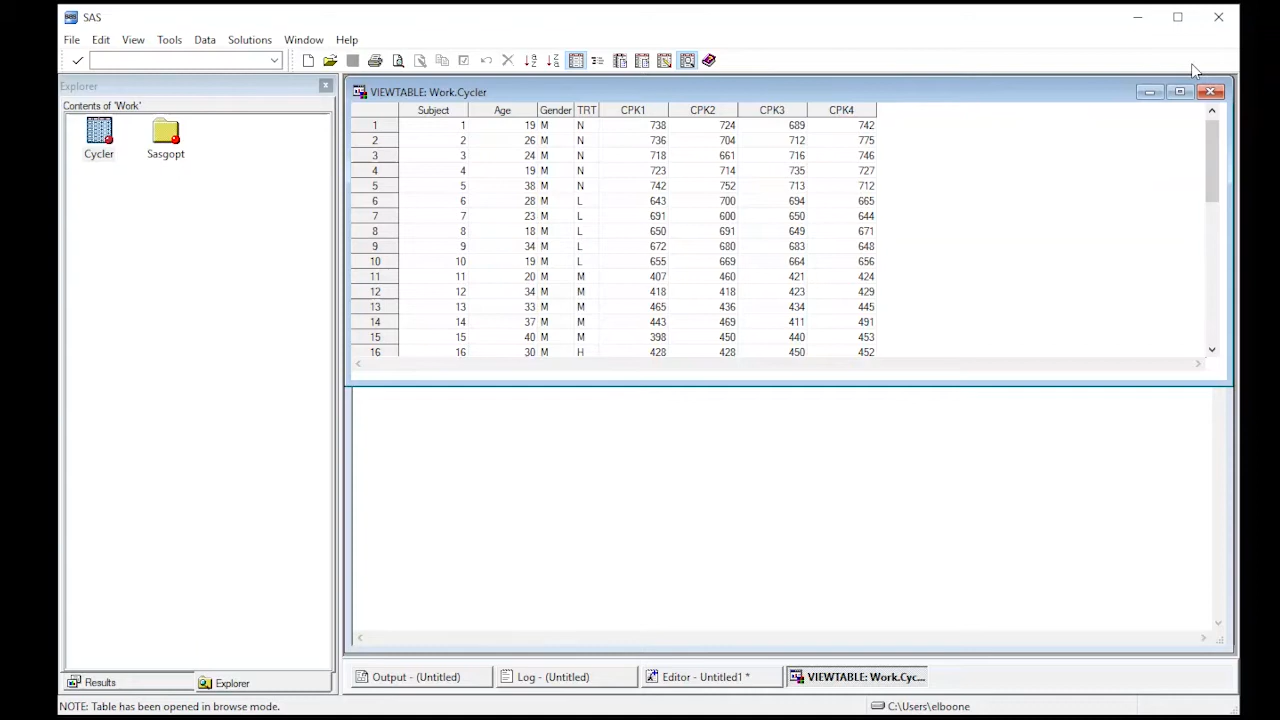 SAS
File Edit View Tools Data Solutions Window Help
Explorer
Contents of 'Work'
Cycler Sasgopt
VIEWTABLE: Work.Cycler
Subject Age Gender TRT CPK1 CPK2 CPK3 CPK4
1 1 19 M N 738 724 689 742
2 2 26 M N 736 704 712 775
3 3 24 M N 718 661 716 746
4 4 19 M N 723 714 735 727
5 5 38 M N 742 752 713 712
6 6 28 M L 643 700 694 665
7 7 23 M L 691 600 650 644
8 8 18 M L 650 691 649 671
9 9 34 M L 672 680 683 648
10 10 19 M L 655 669 664 656
11 11 20 M M 407 460 421 424
12 12 34 M M 418 418 423 429
13 13 33 M M 465 436 434 445
14 14 37 M M 443 469 411 491
15 15 40 M M 398 450 440 453
16 16 30 M H 428 428 450 452
Results Explorer
Output - (Untitled) Log - (Untitled) Editor - Untitled1 * VIEWTABLE: Work.Cyc...
NOTE: Table has been opened in browse mode. C:\Users\elboone